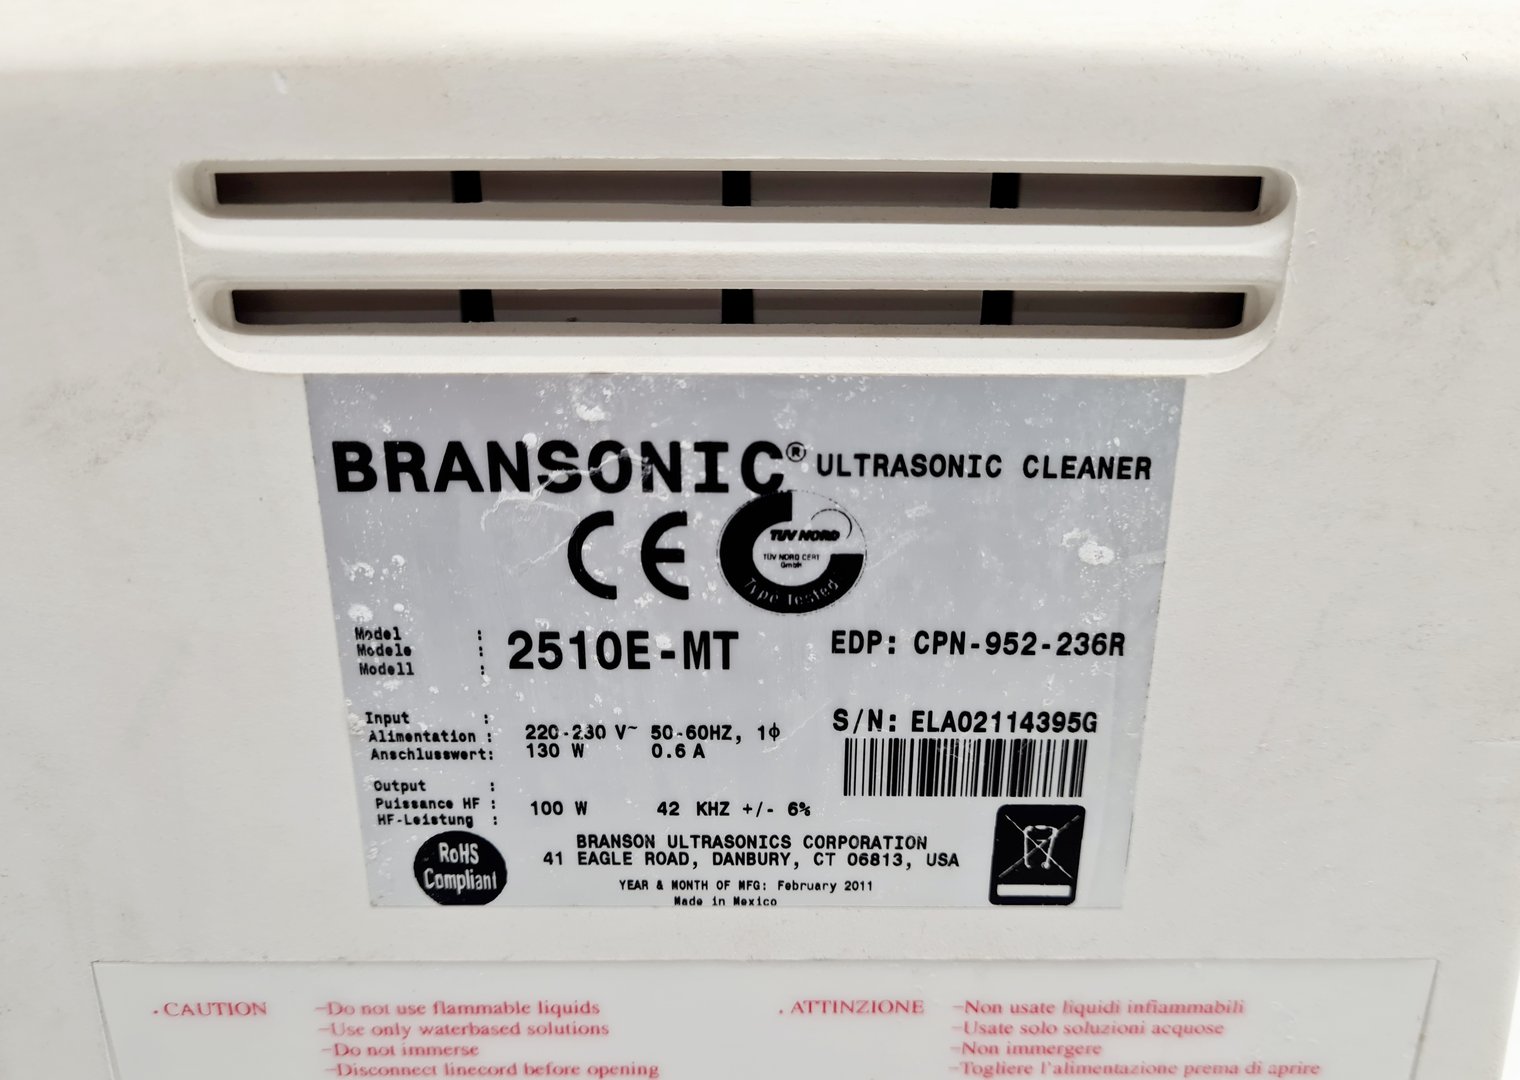 BRANSONIC® ULTRASONIC CLEANER
CE
TÜV NORD
TÜV NORD CERT
GmbH
Type tested
Model :
Modele : 2510E-MT EDP: CPN-952-236R
Modell :
Input :
Alimentation : 220-230 V~ 50-60HZ, 1ϕ S/N: ELA02114395G
Anschlusswert: 130 W 0.6 A
Output :
Puissance HF : 100 W 42 KHZ +/- 6%
HF-Leistung :
RoHS
Compliant
BRANSON ULTRASONICS CORPORATION
41 EAGLE ROAD, DANBURY, CT 06813, USA
YEAR & MONTH OF MFG: February 2011
Made in Mexico
. CAUTION -Do not use flammable liquids
-Use only waterbased solutions
-Do not immerse
-Disconnect linecord before opening
. ATTINZIONE -Non usate liquidi infiammabili
-Usate solo soluzioni acquose
-Non immergere
-Togliere l'alimentazione prema di aprire